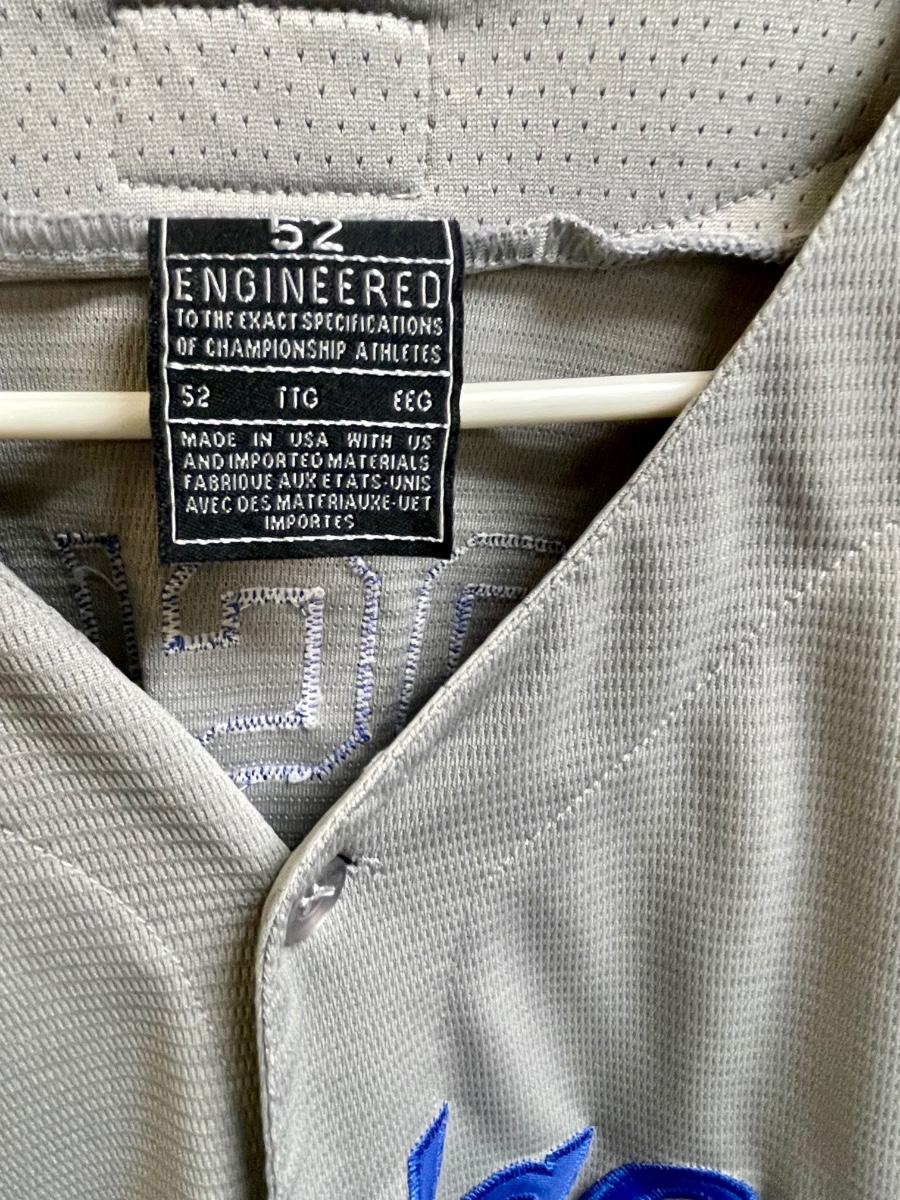 52
ENGINEERED
TO THE EXACT SPECIFICATIONS
OF CHAMPIONSHIP ATHLETES
52 TTG EEG
MADE IN USA WITH US
AND IMPORTED MATERIALS
FABRIQUE AUX ETATS-UNIS
AVEC DES MATERIAUXE-UET
IMPORTES